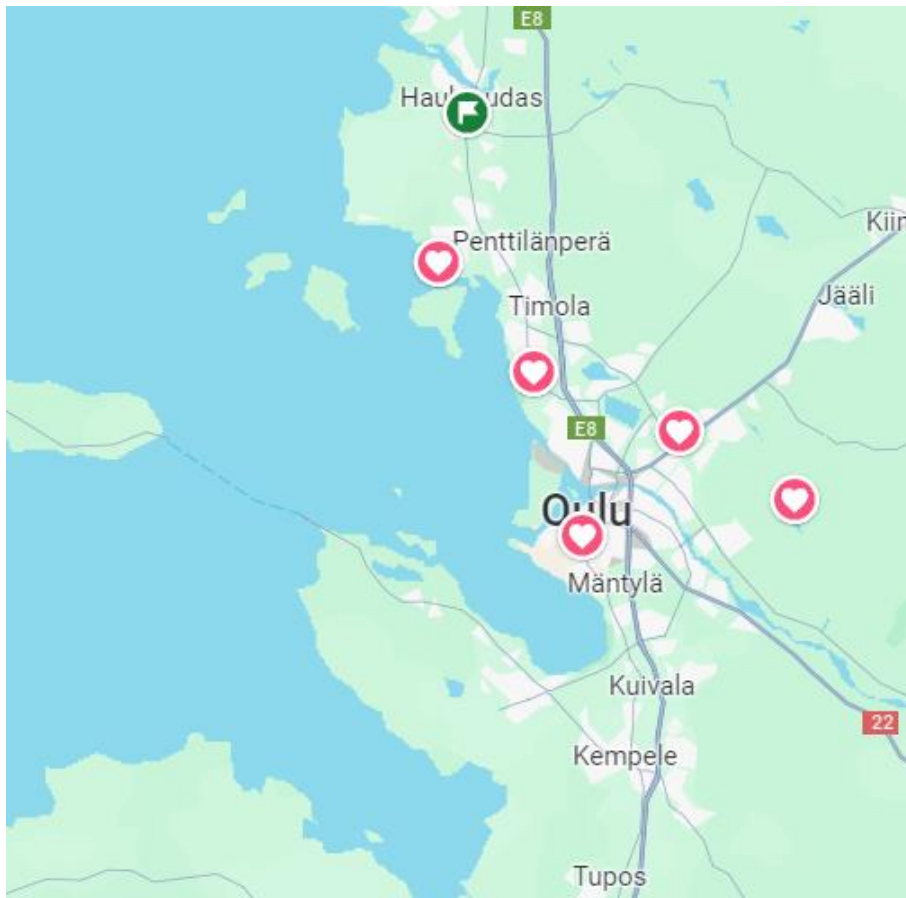 E8
Penttilänperä
Timola
Jääli
E8
Oulu
Mäntylä
Kuivala
22
Kempele
Tupos